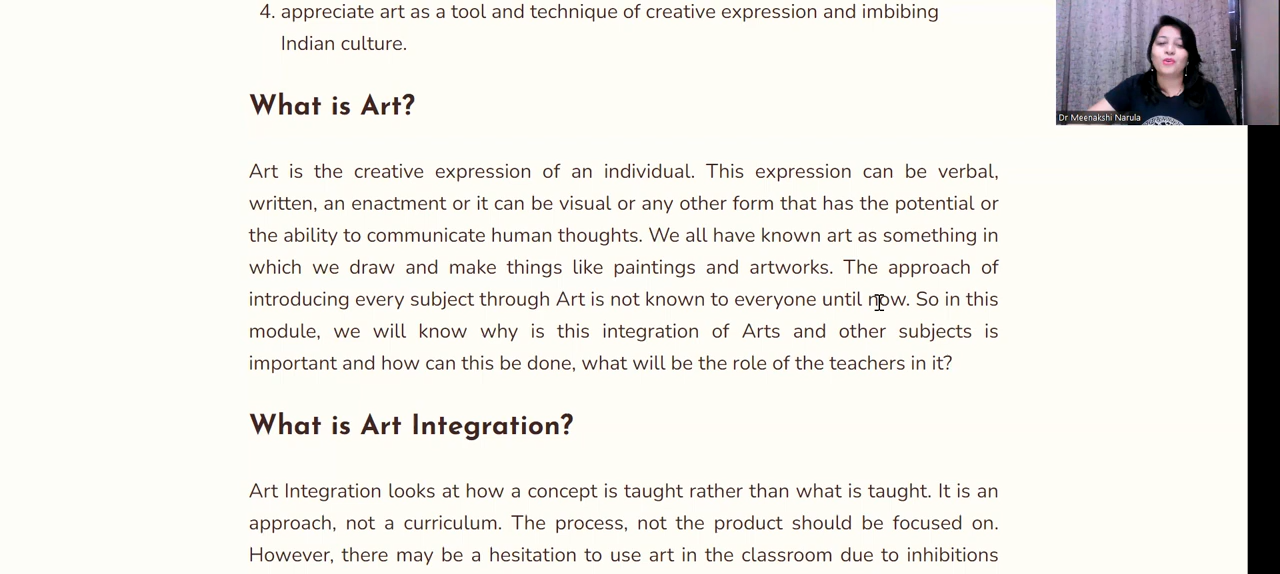 4. appreciate art as a tool and technique of creative expression and imbibing
Indian culture.
Dr Meenakshi Narula
What is Art?
Art is the creative expression of an individual. This expression can be verbal,
written, an enactment or it can be visual or any other form that has the potential or
the ability to communicate human thoughts. We all have known art as something in
which we draw and make things like paintings and artworks. The approach of
introducing every subject through Art is not known to everyone until now. So in this
module, we will know why is this integration of Arts and other subjects is
important and how can this be done, what will be the role of the teachers in it?
What is Art Integration?
Art Integration looks at how a concept is taught rather than what is taught. It is an
approach, not a curriculum. The process, not the product should be focused on.
However, there may be a hesitation to use art in the classroom due to inhibitions